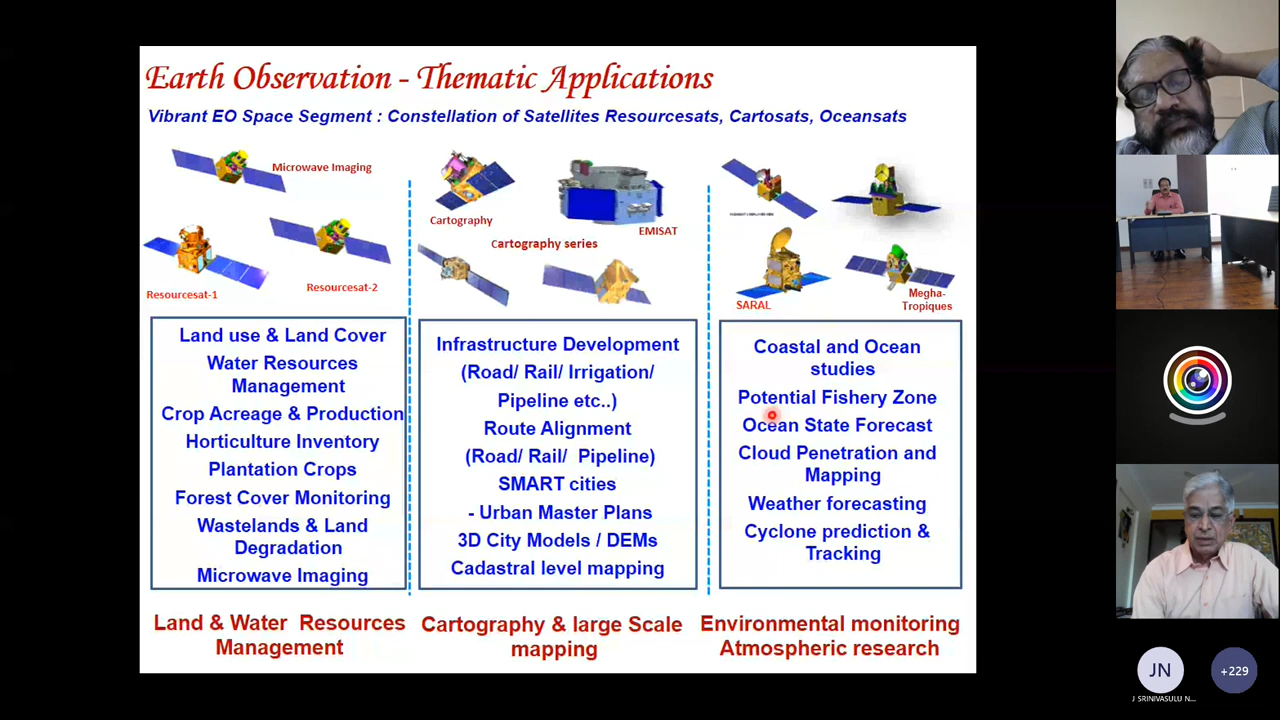 Earth Observation - Thematic Applications
Vibrant EO Space Segment : Constellation of Satellites Resourcesats, Cartosats, Oceansats
Microwave Imaging
Resourcesat-1
Resourcesat-2
Cartography
EMISAT
Cartography series
SARAL
Megha-
Tropiques
Land use & Land Cover
Water Resources
Management
Crop Acreage & Production
Horticulture Inventory
Plantation Crops
Forest Cover Monitoring
Wastelands & Land
Degradation
Microwave Imaging
Land & Water Resources
Management
Infrastructure Development
(Road/ Rail/ Irrigation/
Pipeline etc..)
Route Alignment
(Road/ Rail/ Pipeline)
SMART cities
- Urban Master Plans
3D City Models / DEMs
Cadastral level mapping
Cartography & large Scale
mapping
Coastal and Ocean
studies
Potential Fishery Zone
Ocean State Forecast
Cloud Penetration and
Mapping
Weather forecasting
Cyclone prediction &
Tracking
Environmental monitoring
Atmospheric research
JN
+229
J SRINIVASULU N...